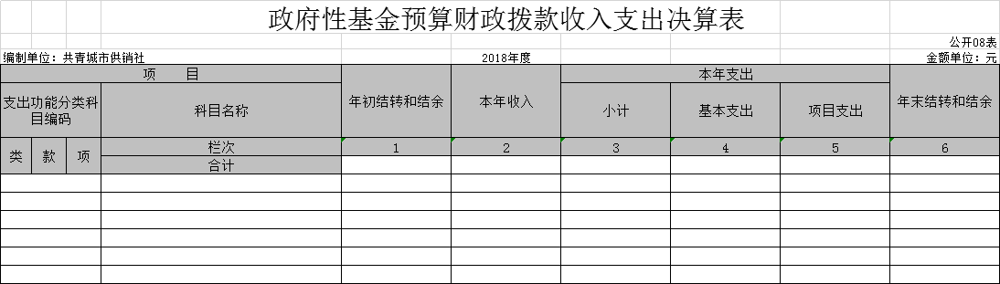 政府性基金预算财政拨款收入支出决算表
公开08表
编制单位：共青城市供销社 2018年度 金额单位：元
项 目 年初结转和结余 本年收入 本年支出 年末结转和结余
支出功能分类科目编码 科目名称 小计 基本支出 项目支出
类 款 项 栏次 1 2 3 4 5 6
合计